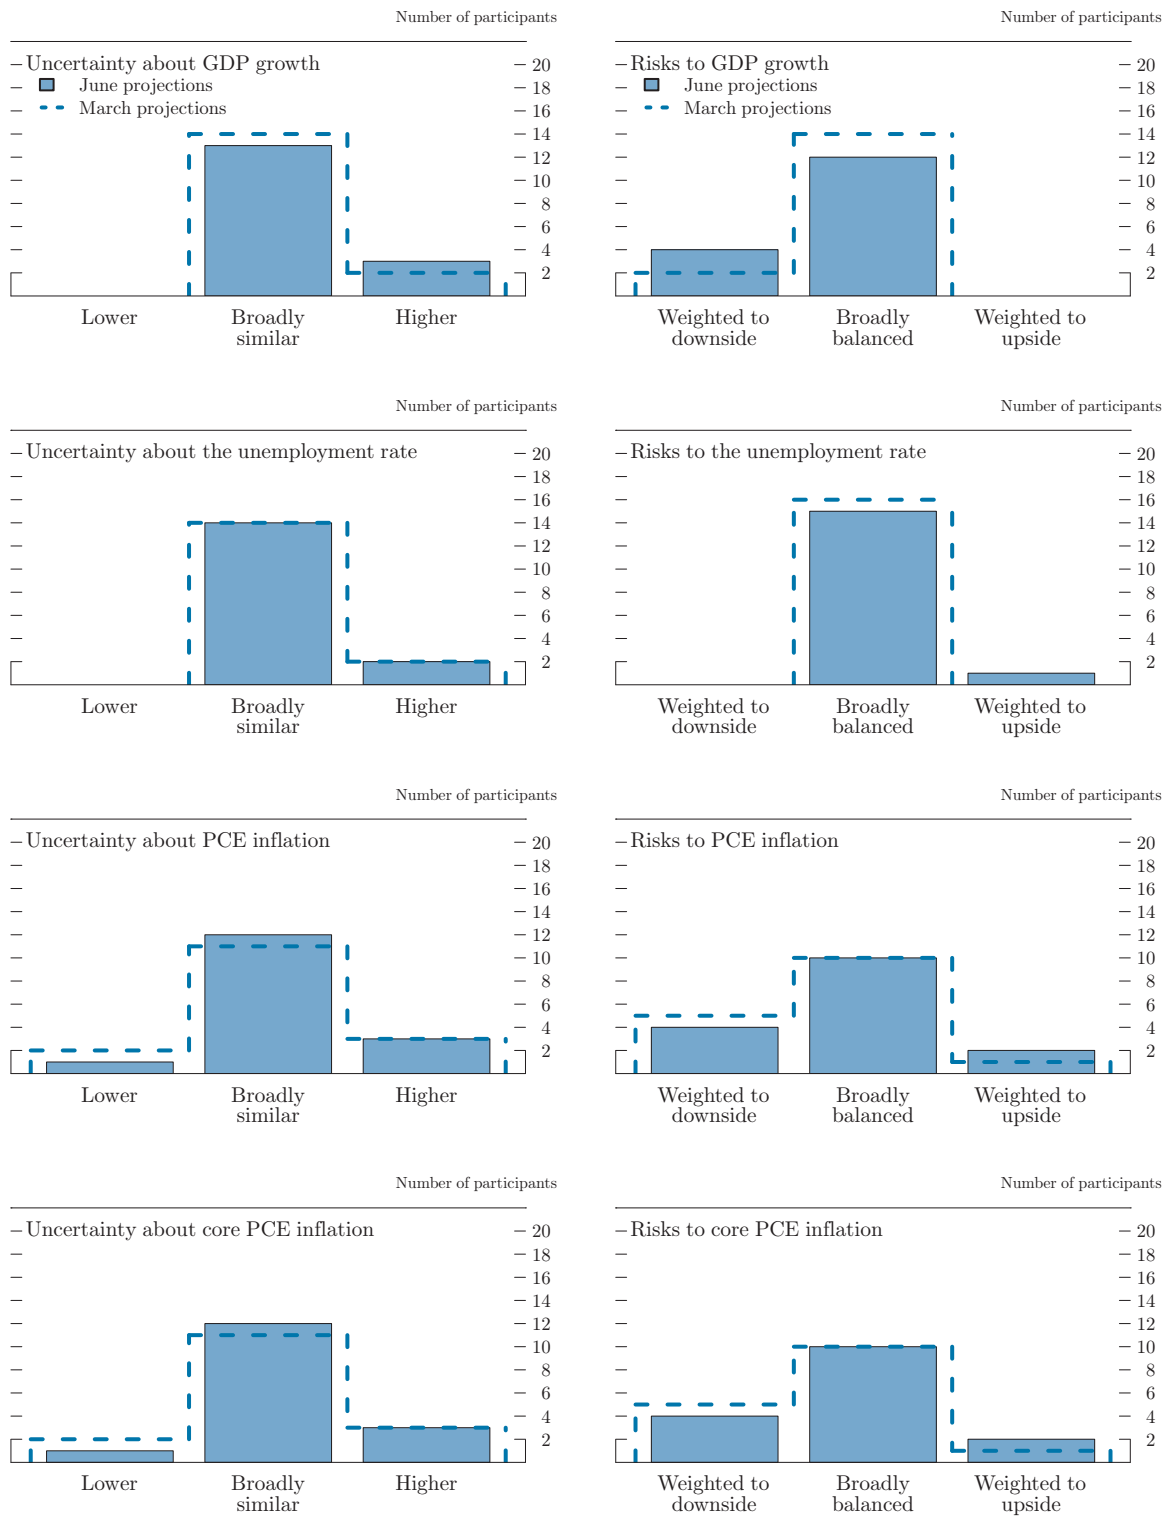 Number of participants
Uncertainty about GDP growth
June projections
March projections
20
18
16
14
12
10
8
6
4
2
Lower
Broadly
similar
Higher
Number of participants
Risks to GDP growth
June projections
March projections
20
18
16
14
12
10
8
6
4
2
Weighted to
downside
Broadly
balanced
Weighted to
upside
Number of participants
Uncertainty about the unemployment rate
20
18
16
14
12
10
8
6
4
2
Lower
Broadly
similar
Higher
Number of participants
Risks to the unemployment rate
20
18
16
14
12
10
8
6
4
2
Weighted to
downside
Broadly
balanced
Weighted to
upside
Number of participants
Uncertainty about PCE inflation
20
18
16
14
12
10
8
6
4
2
Lower
Broadly
similar
Higher
Number of participants
Risks to PCE inflation
20
18
16
14
12
10
8
6
4
2
Weighted to
downside
Broadly
balanced
Weighted to
upside
Number of participants
Uncertainty about core PCE inflation
20
18
16
14
12
10
8
6
4
2
Lower
Broadly
similar
Higher
Number of participants
Risks to core PCE inflation
20
18
16
14
12
10
8
6
4
2
Weighted to
downside
Broadly
balanced
Weighted to
upside